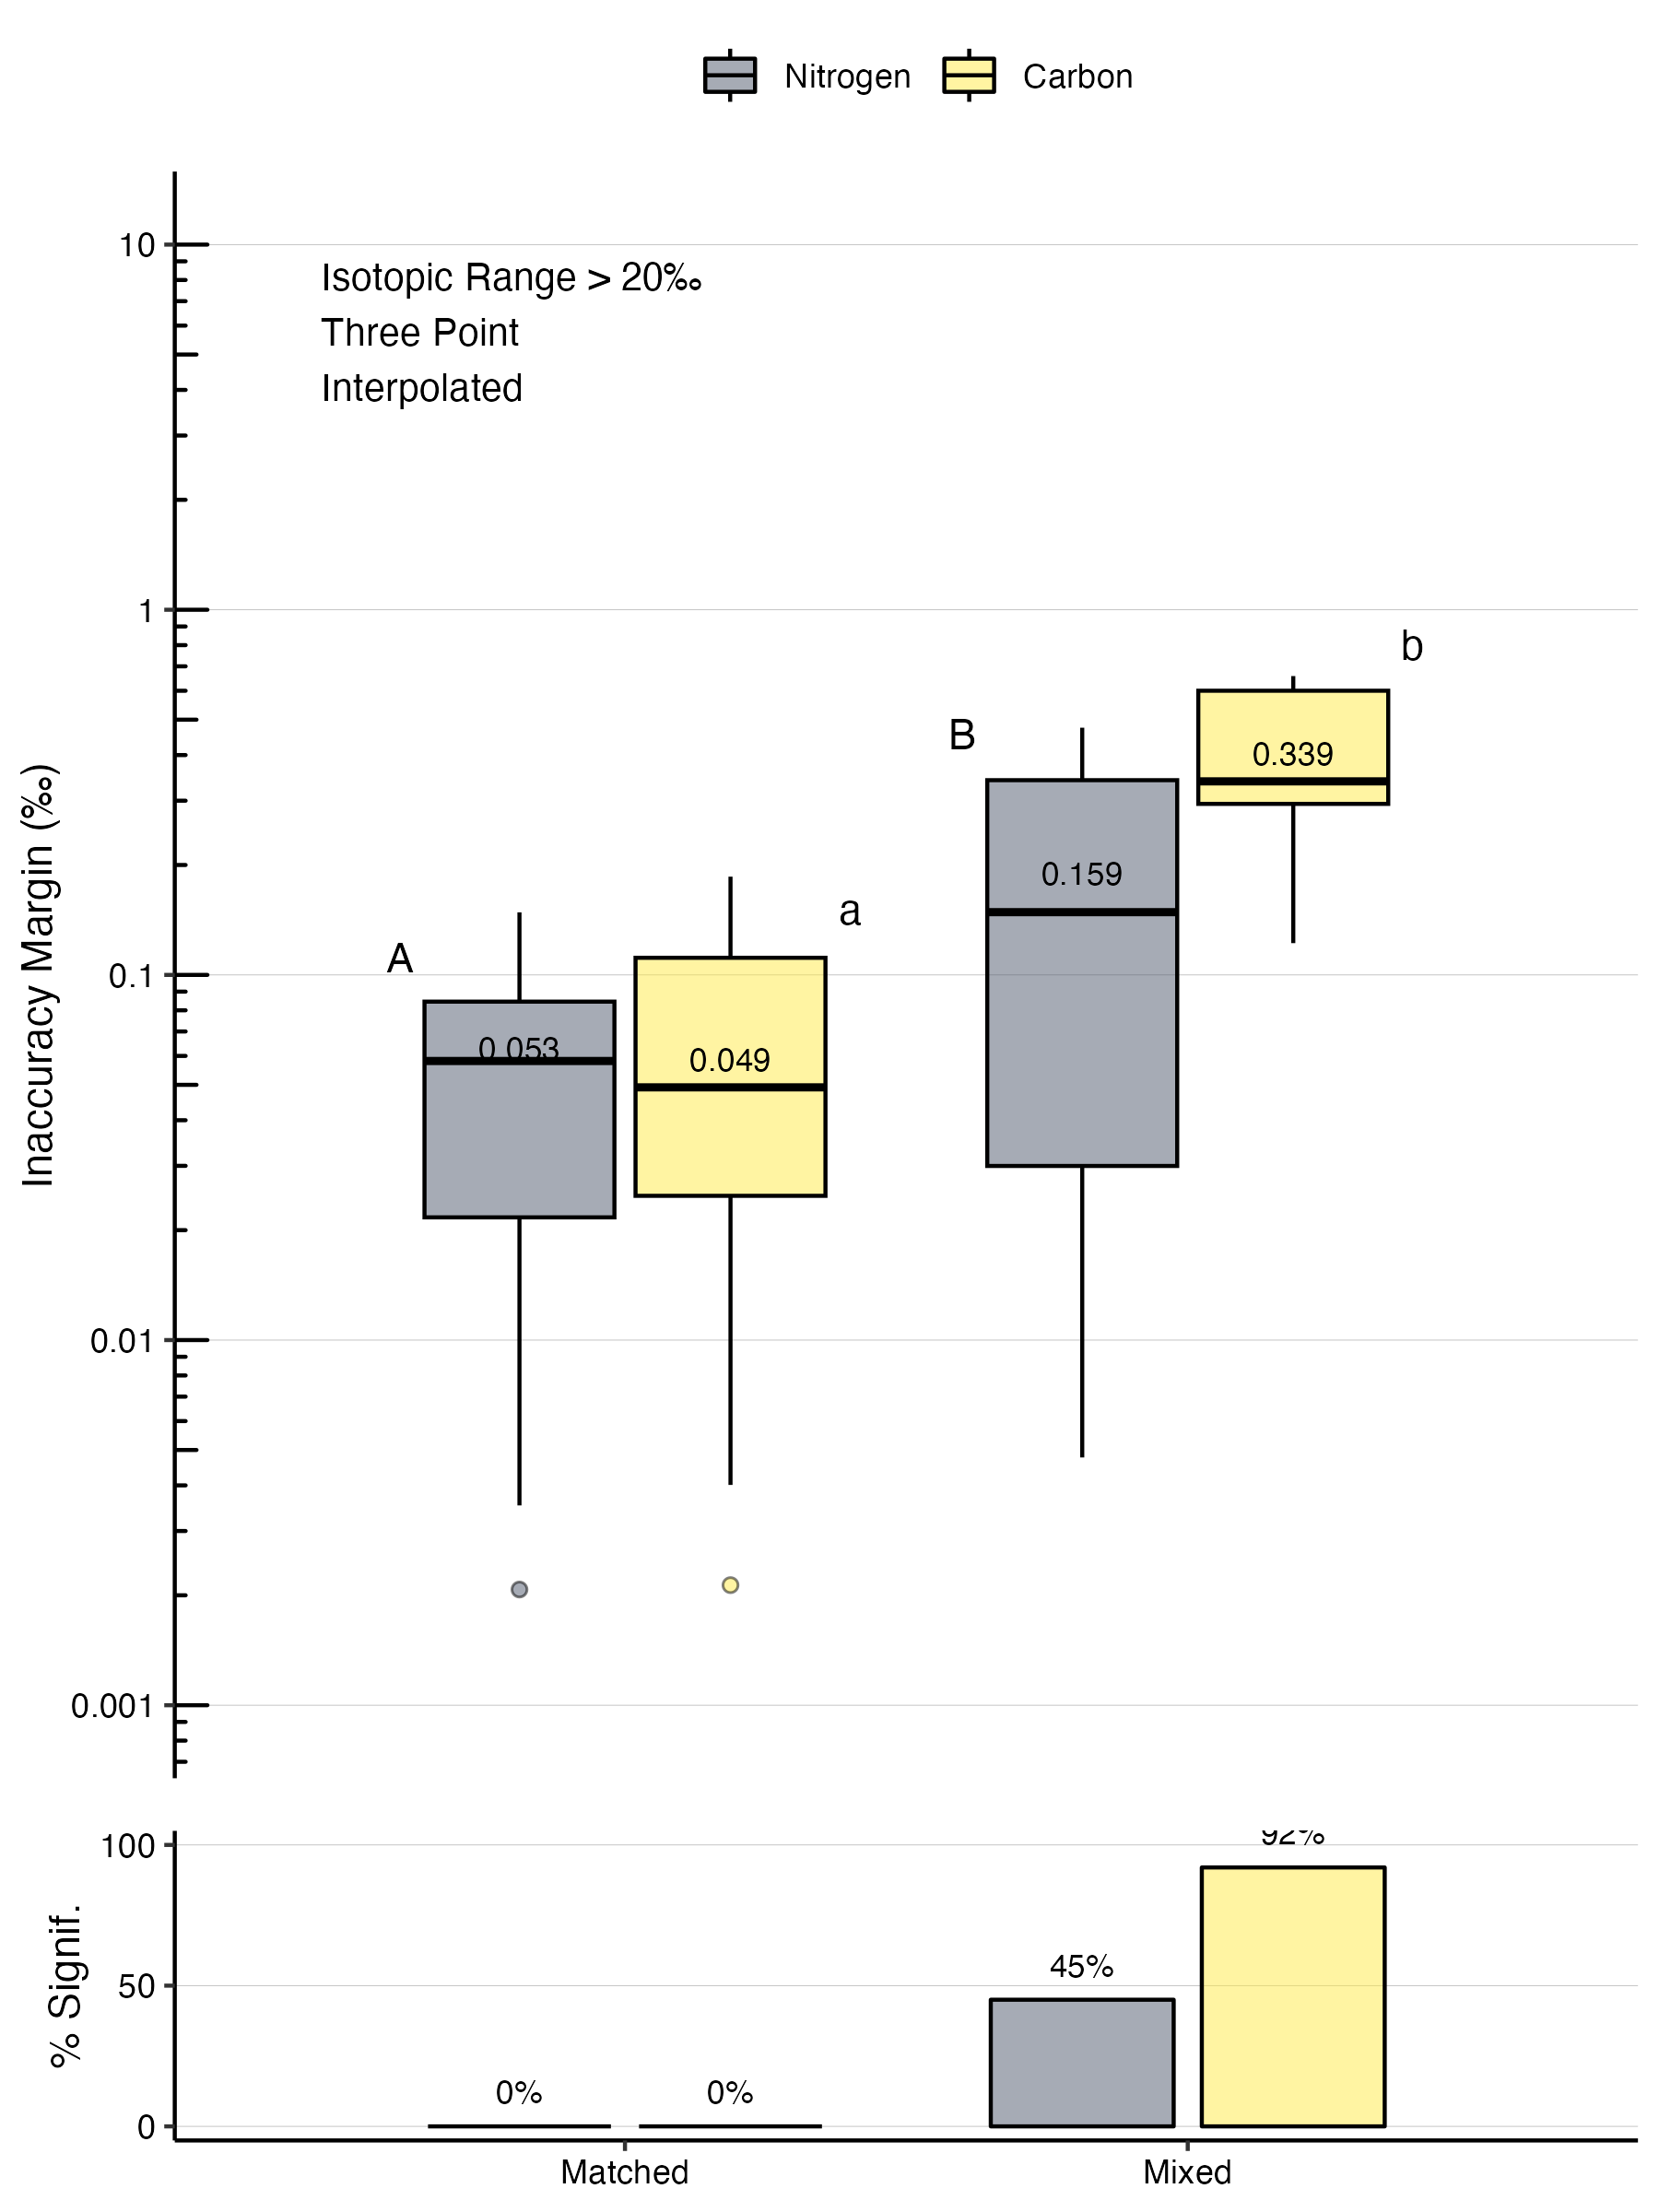 Nitrogen Carbon
10
Isotopic Range > 20‰
Three Point
Interpolated
1
b
B
0.339
0.159
a
A
0.1
0.053
0.049
0.01
0.001
Inaccuracy Margin (‰)
92%
100
45%
50
0% 0%
0
% Signif.
Matched Mixed